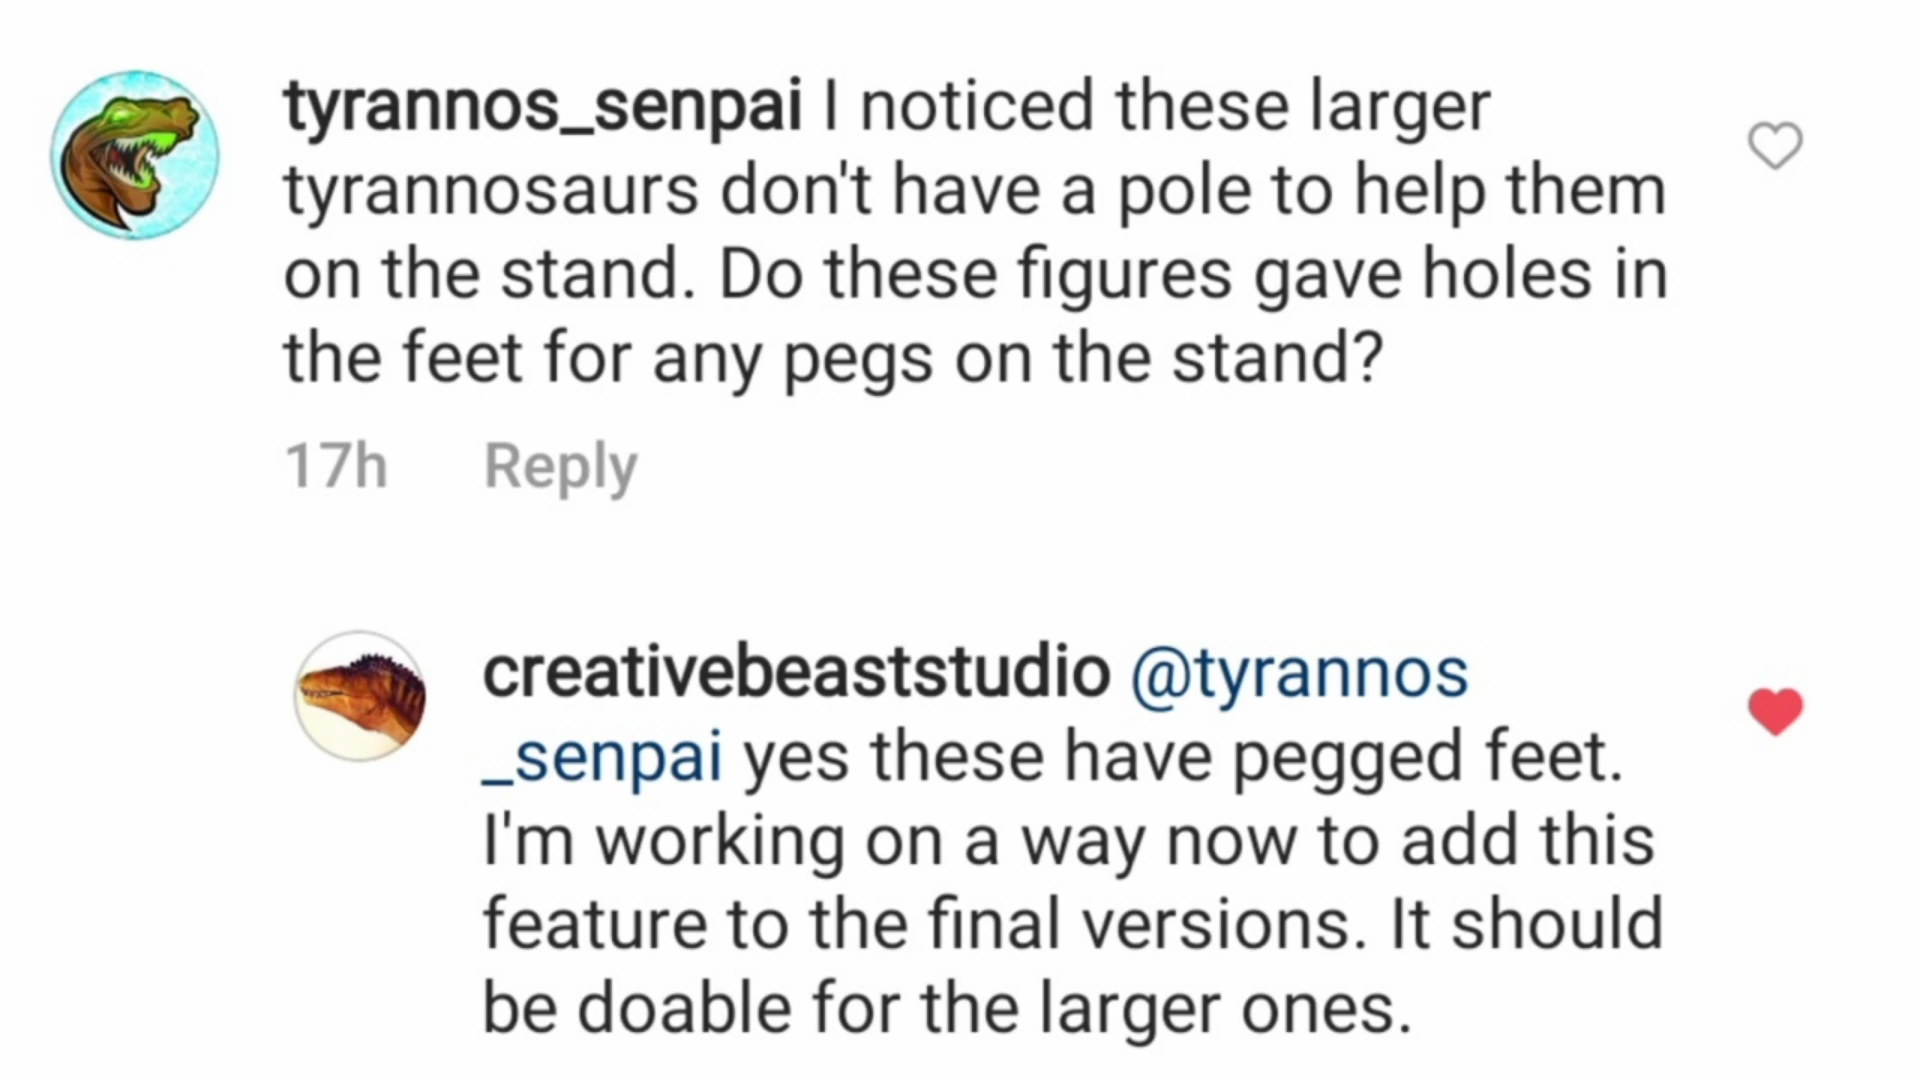 tyrannos_senpai I noticed these larger
tyrannosaurs don't have a pole to help them
on the stand. Do these figures gave holes in
the feet for any pegs on the stand?
17h Reply
creativebeaststudio @tyrannos
_senpai yes these have pegged feet.
I'm working on a way now to add this
feature to the final versions. It should
be doable for the larger ones.